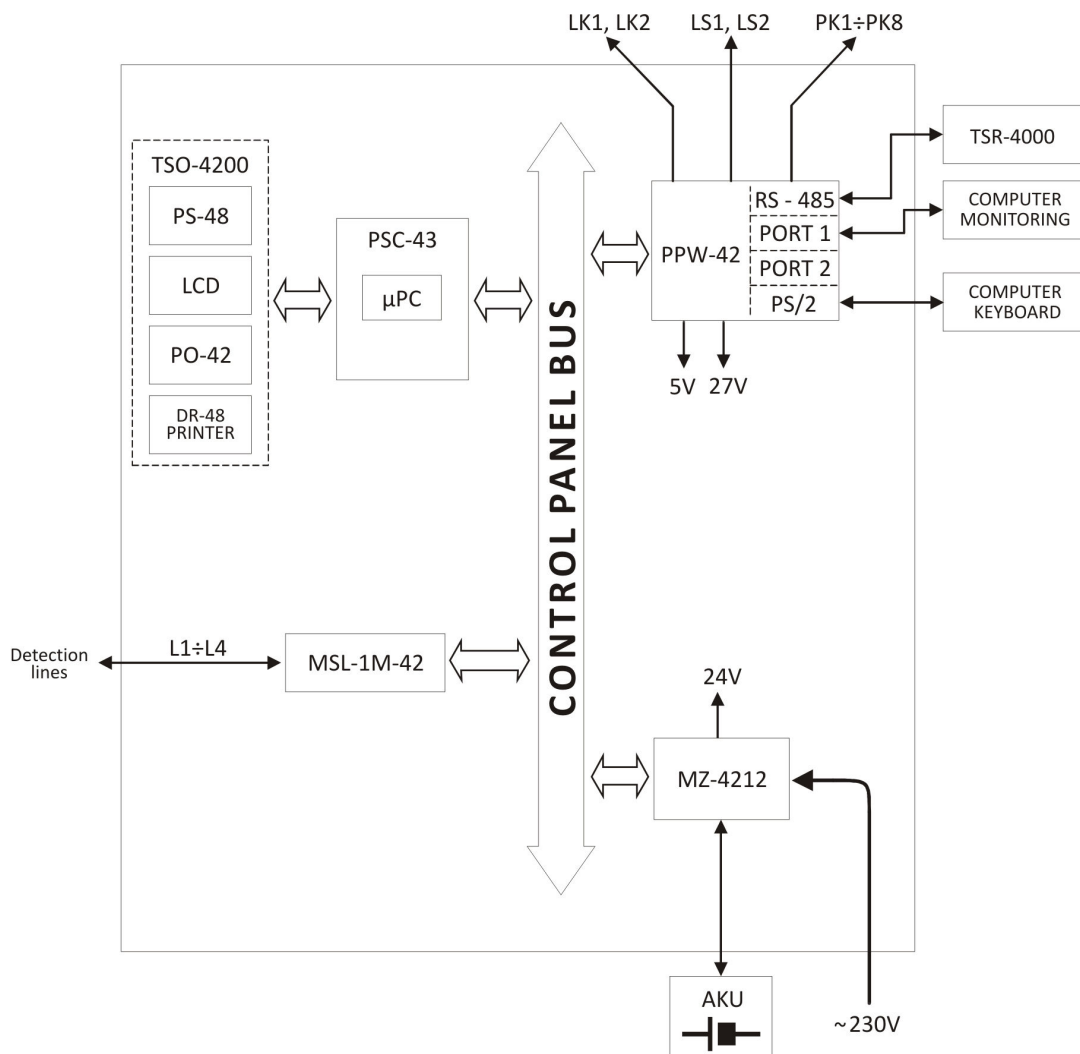 LK1, LK2
LS1, LS2
PK1÷PK8
TSO-4200
PS-48
LCD
PO-42
DR-48
PRINTER
PSC-43
µPC
CONTROL PANEL BUS
PPW-42
RS - 485
PORT 1
PORT 2
PS/2
TSR-4000
COMPUTER
MONITORING
COMPUTER
KEYBOARD
5V
27V
Detection
lines
L1÷L4
MSL-1M-42
24V
MZ-4212
AKU
~230V